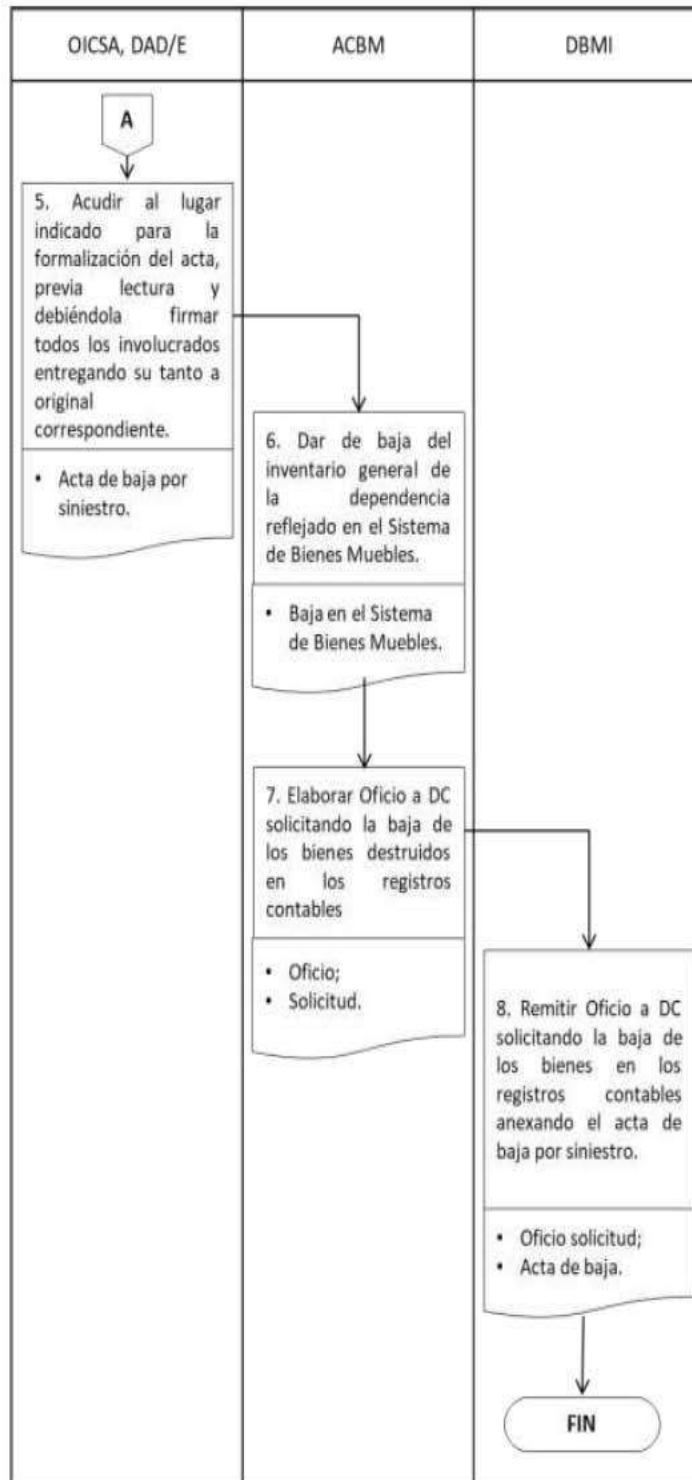 OICSA, DAD/E
ACBM
DBMI
A
5. Acudir al lugar
indicado para la
formalización del acta,
previa lectura y
debiéndola firmar
todos los involucrados
entregando su tanto a
original
correspondiente.
• Acta de baja por
siniestro.
6. Dar de baja del
inventario general de
la dependencia
reflejado en el Sistema
de Bienes Muebles.
• Baja en el Sistema
de Bienes Muebles.
7. Elaborar Oficio a DC
solicitando la baja de
los bienes destruidos
en los registros
contables
• Oficio;
• Solicitud.
8. Remitir Oficio a DC
solicitando la baja de
los bienes en los
registros contables
anexando el acta de
baja por siniestro.
• Oficio solicitud;
• Acta de baja.
FIN